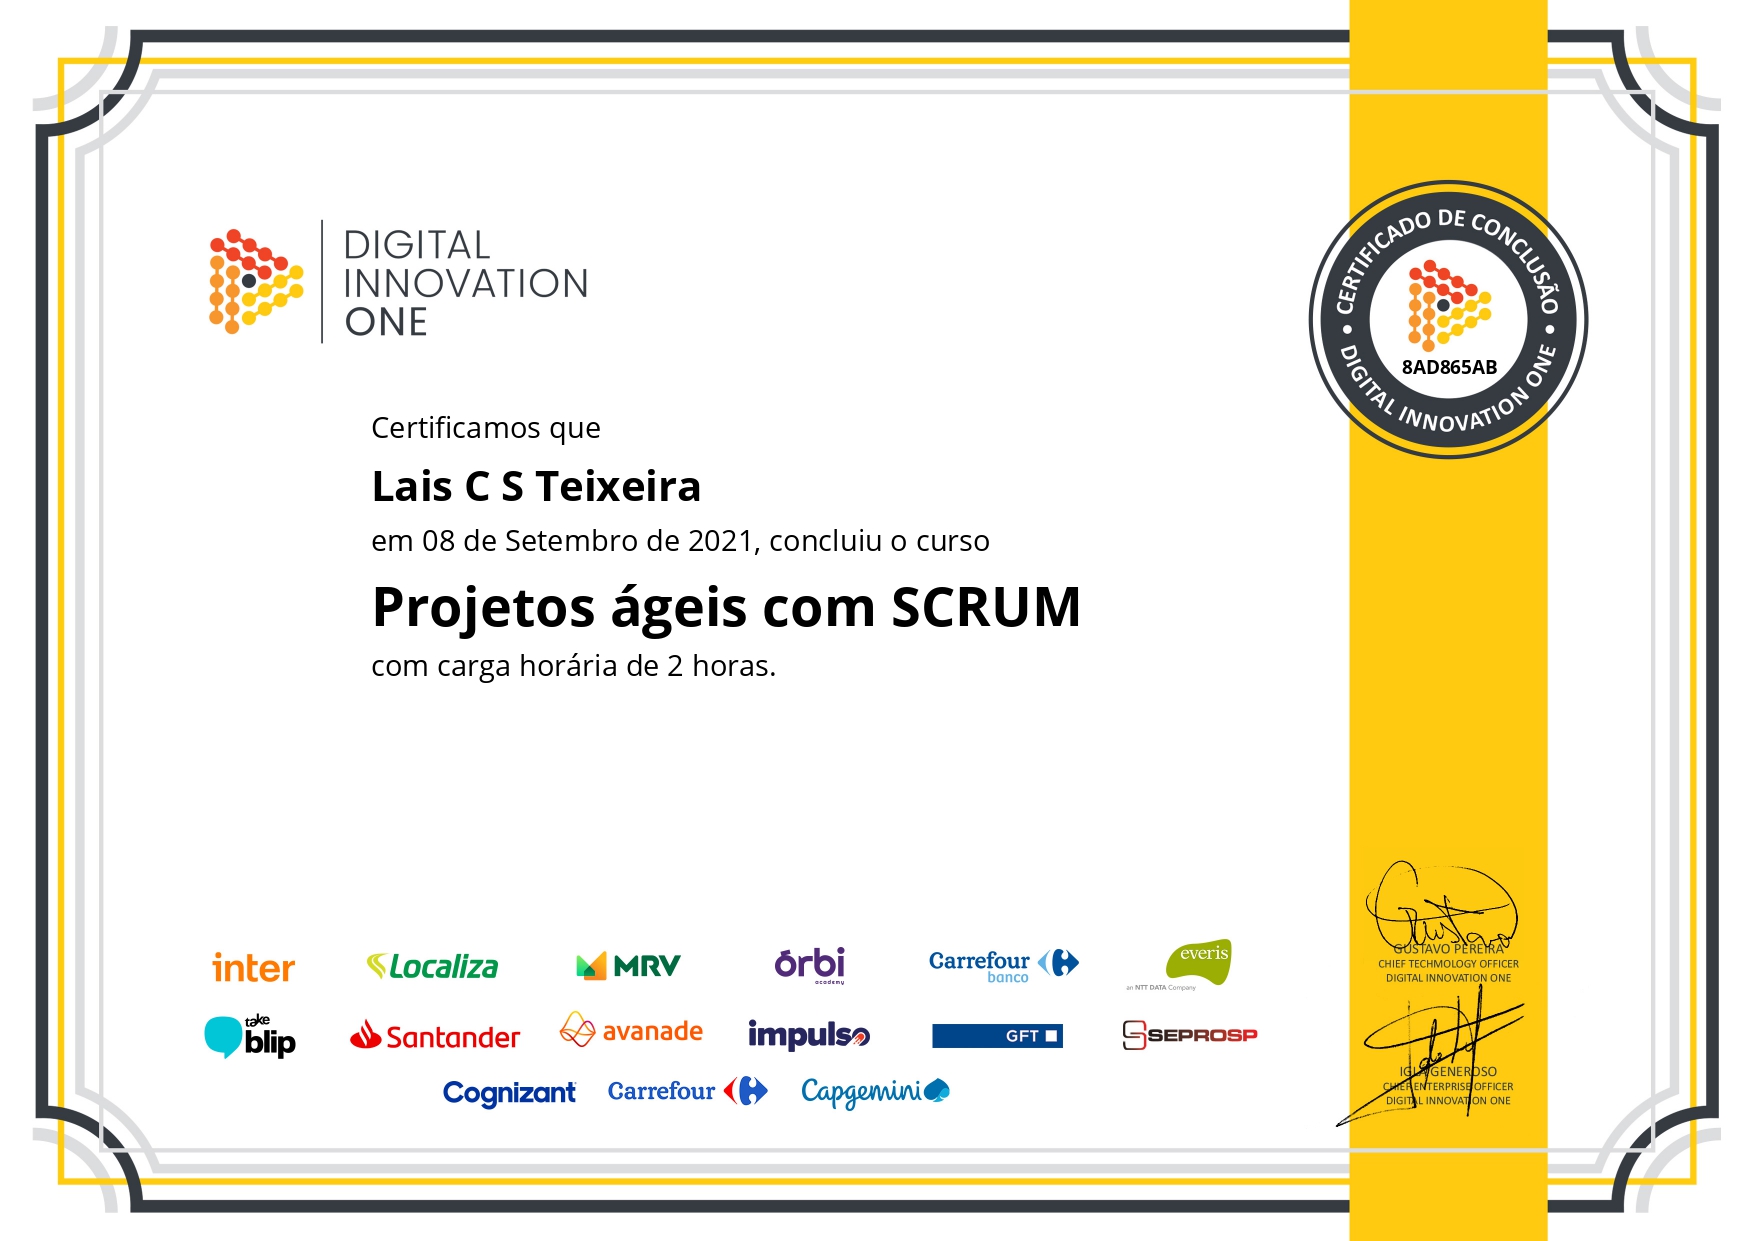 DIGITAL
INNOVATION
ONE
CERTIFICADO DE CONCLUSÃO
8AD865AB
DIGITAL INNOVATION ONE
Certificamos que
Lais C S Teixeira
em 08 de Setembro de 2021, concluiu o curso
Projetos ágeis com SCRUM
com carga horária de 2 horas.
inter
Localiza
MRV
órbi
academy
Carrefour
banco
everis
an NTT DATA Company
take
blip
Santander
avanade
impulso
GFT
SEPROSP
Cognizant
Carrefour
Capgemini
Gustavo
GUSTAVO PEREIRA
CHIEF TECHMOLOGY OFFICER
DIGITAL INNOVATION ONE
IGLA GENEROSO
CHIEF ENTERPRISE OFFICER
DIGITAL INNOVATION ONE